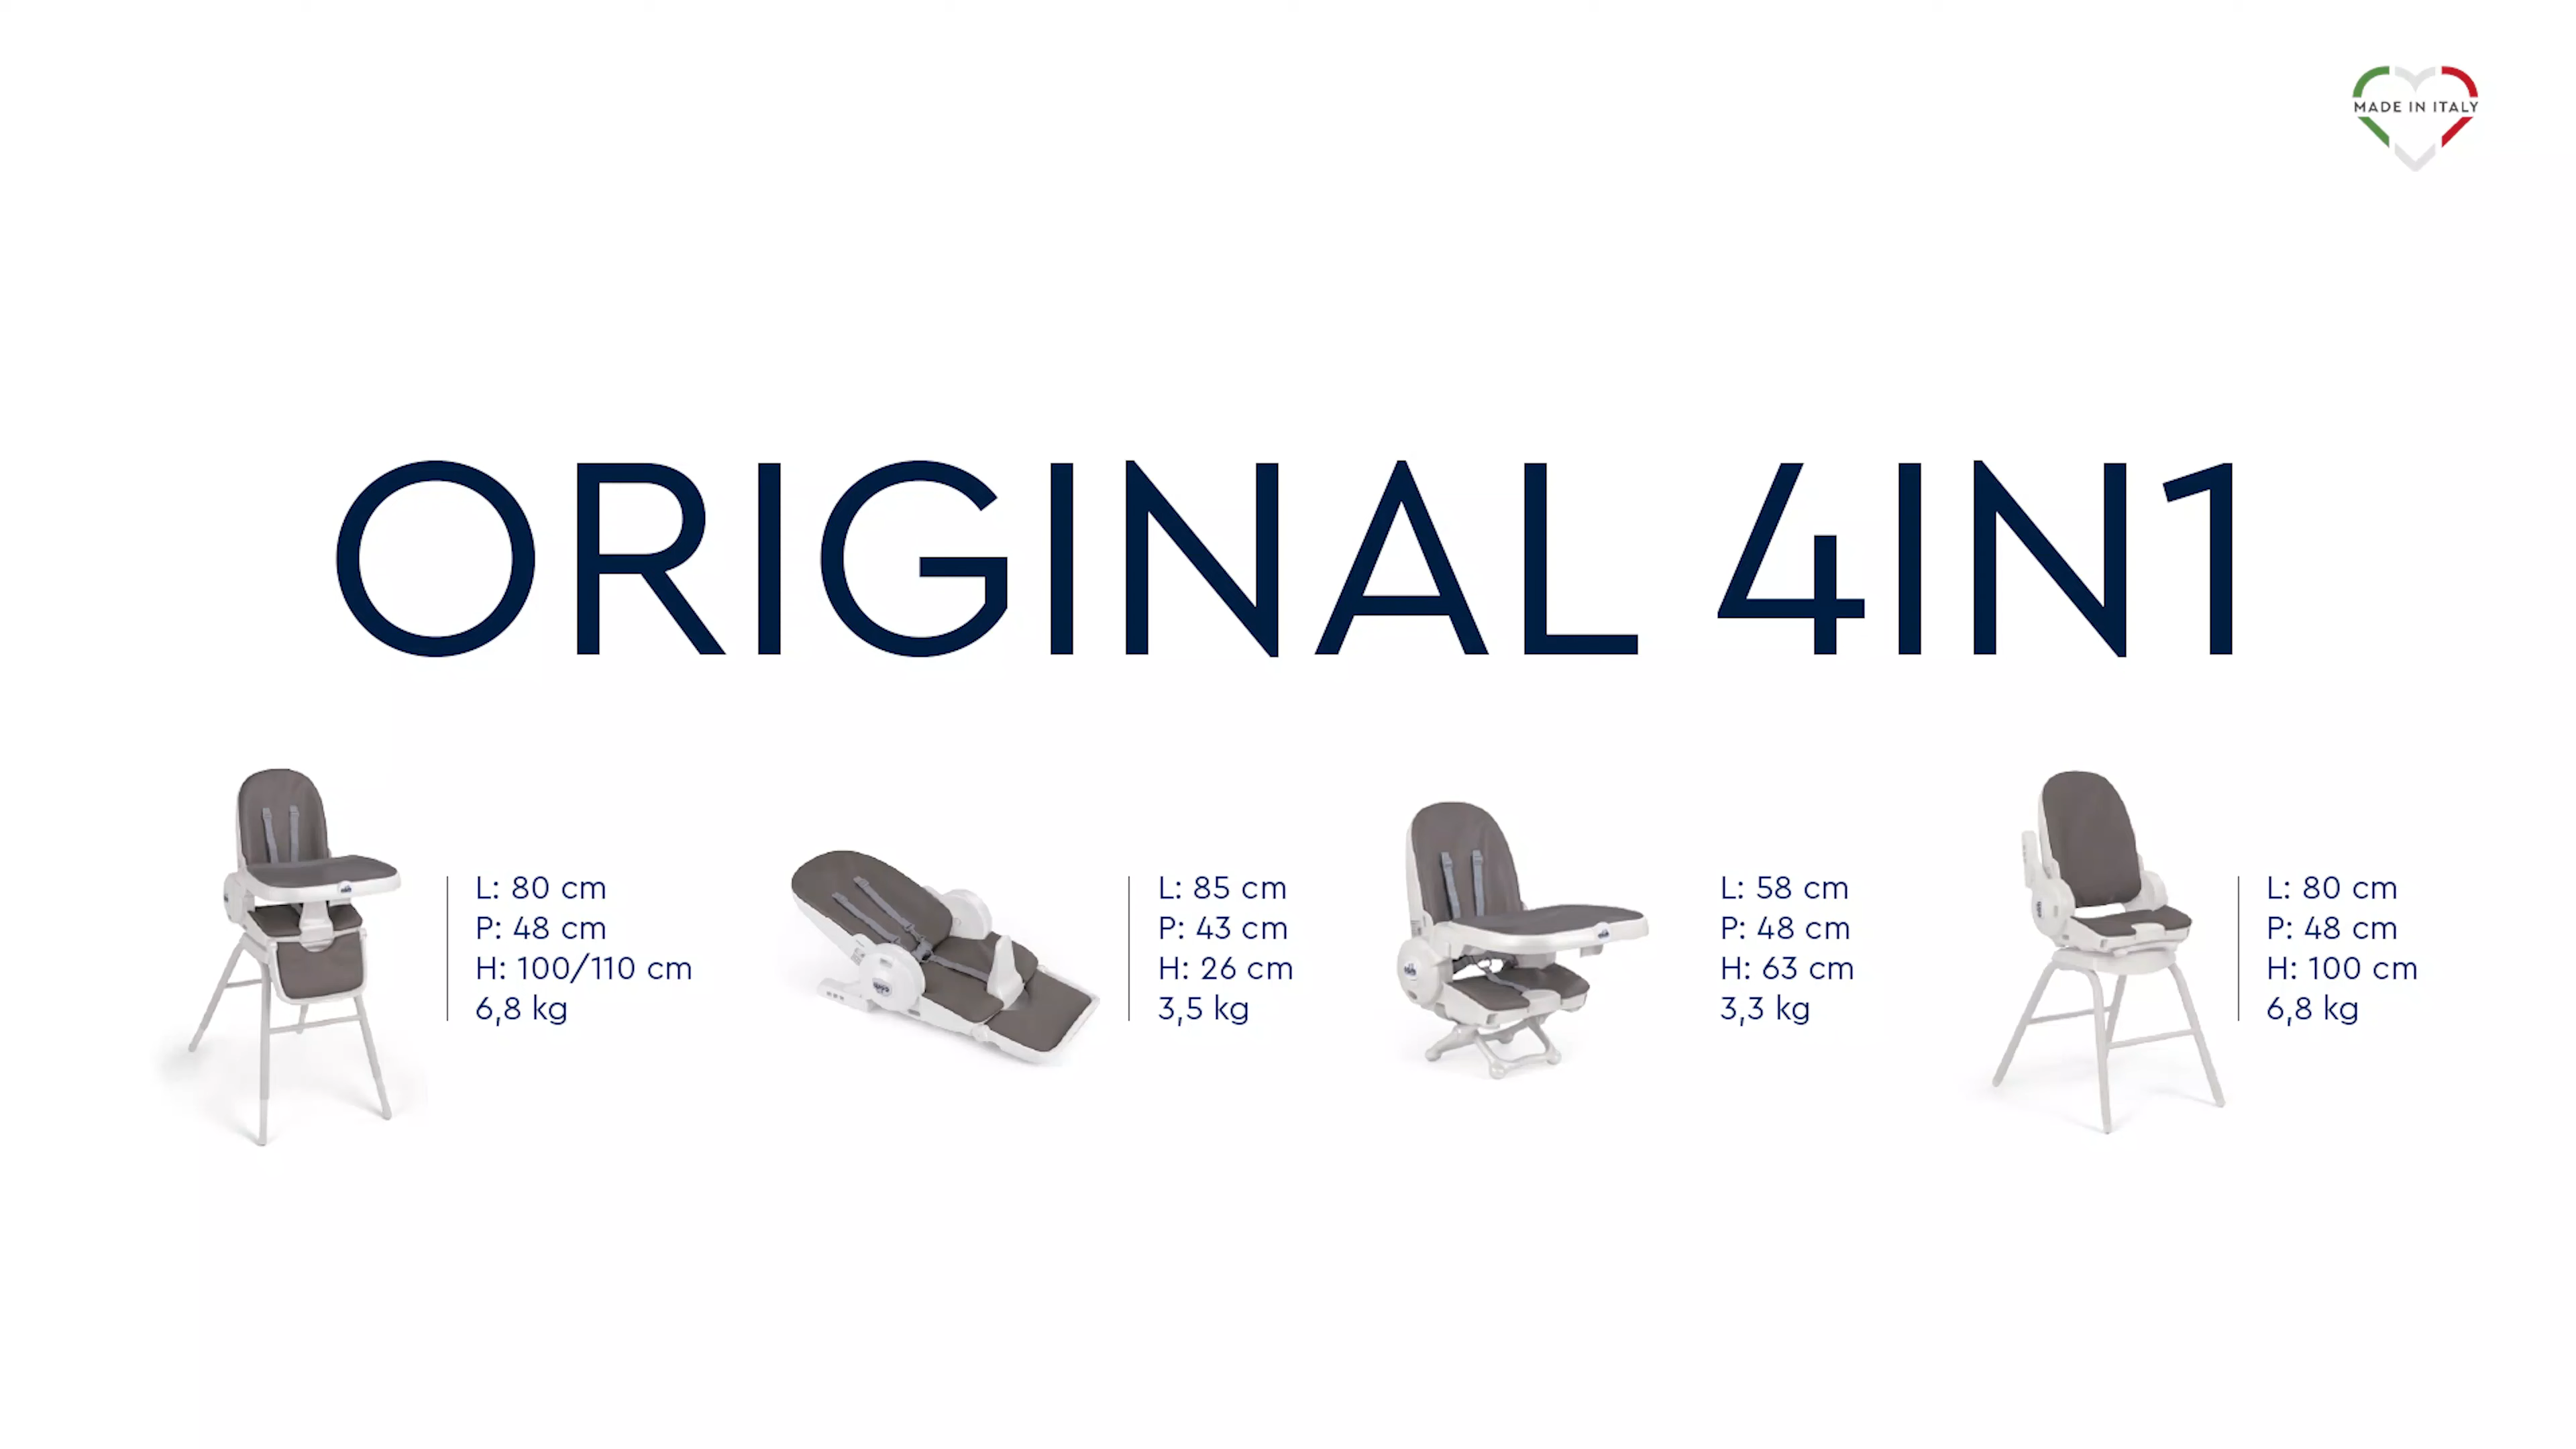 MADE IN ITALY
ORIGINAL 4IN1
L: 80 cm
P: 48 cm
H: 100/110 cm
6,8 kg
L: 85 cm
P: 43 cm
H: 26 cm
3,5 kg
L: 58 cm
P: 48 cm
H: 63 cm
3,3 kg
L: 80 cm
P: 48 cm
H: 100 cm
6,8 kg